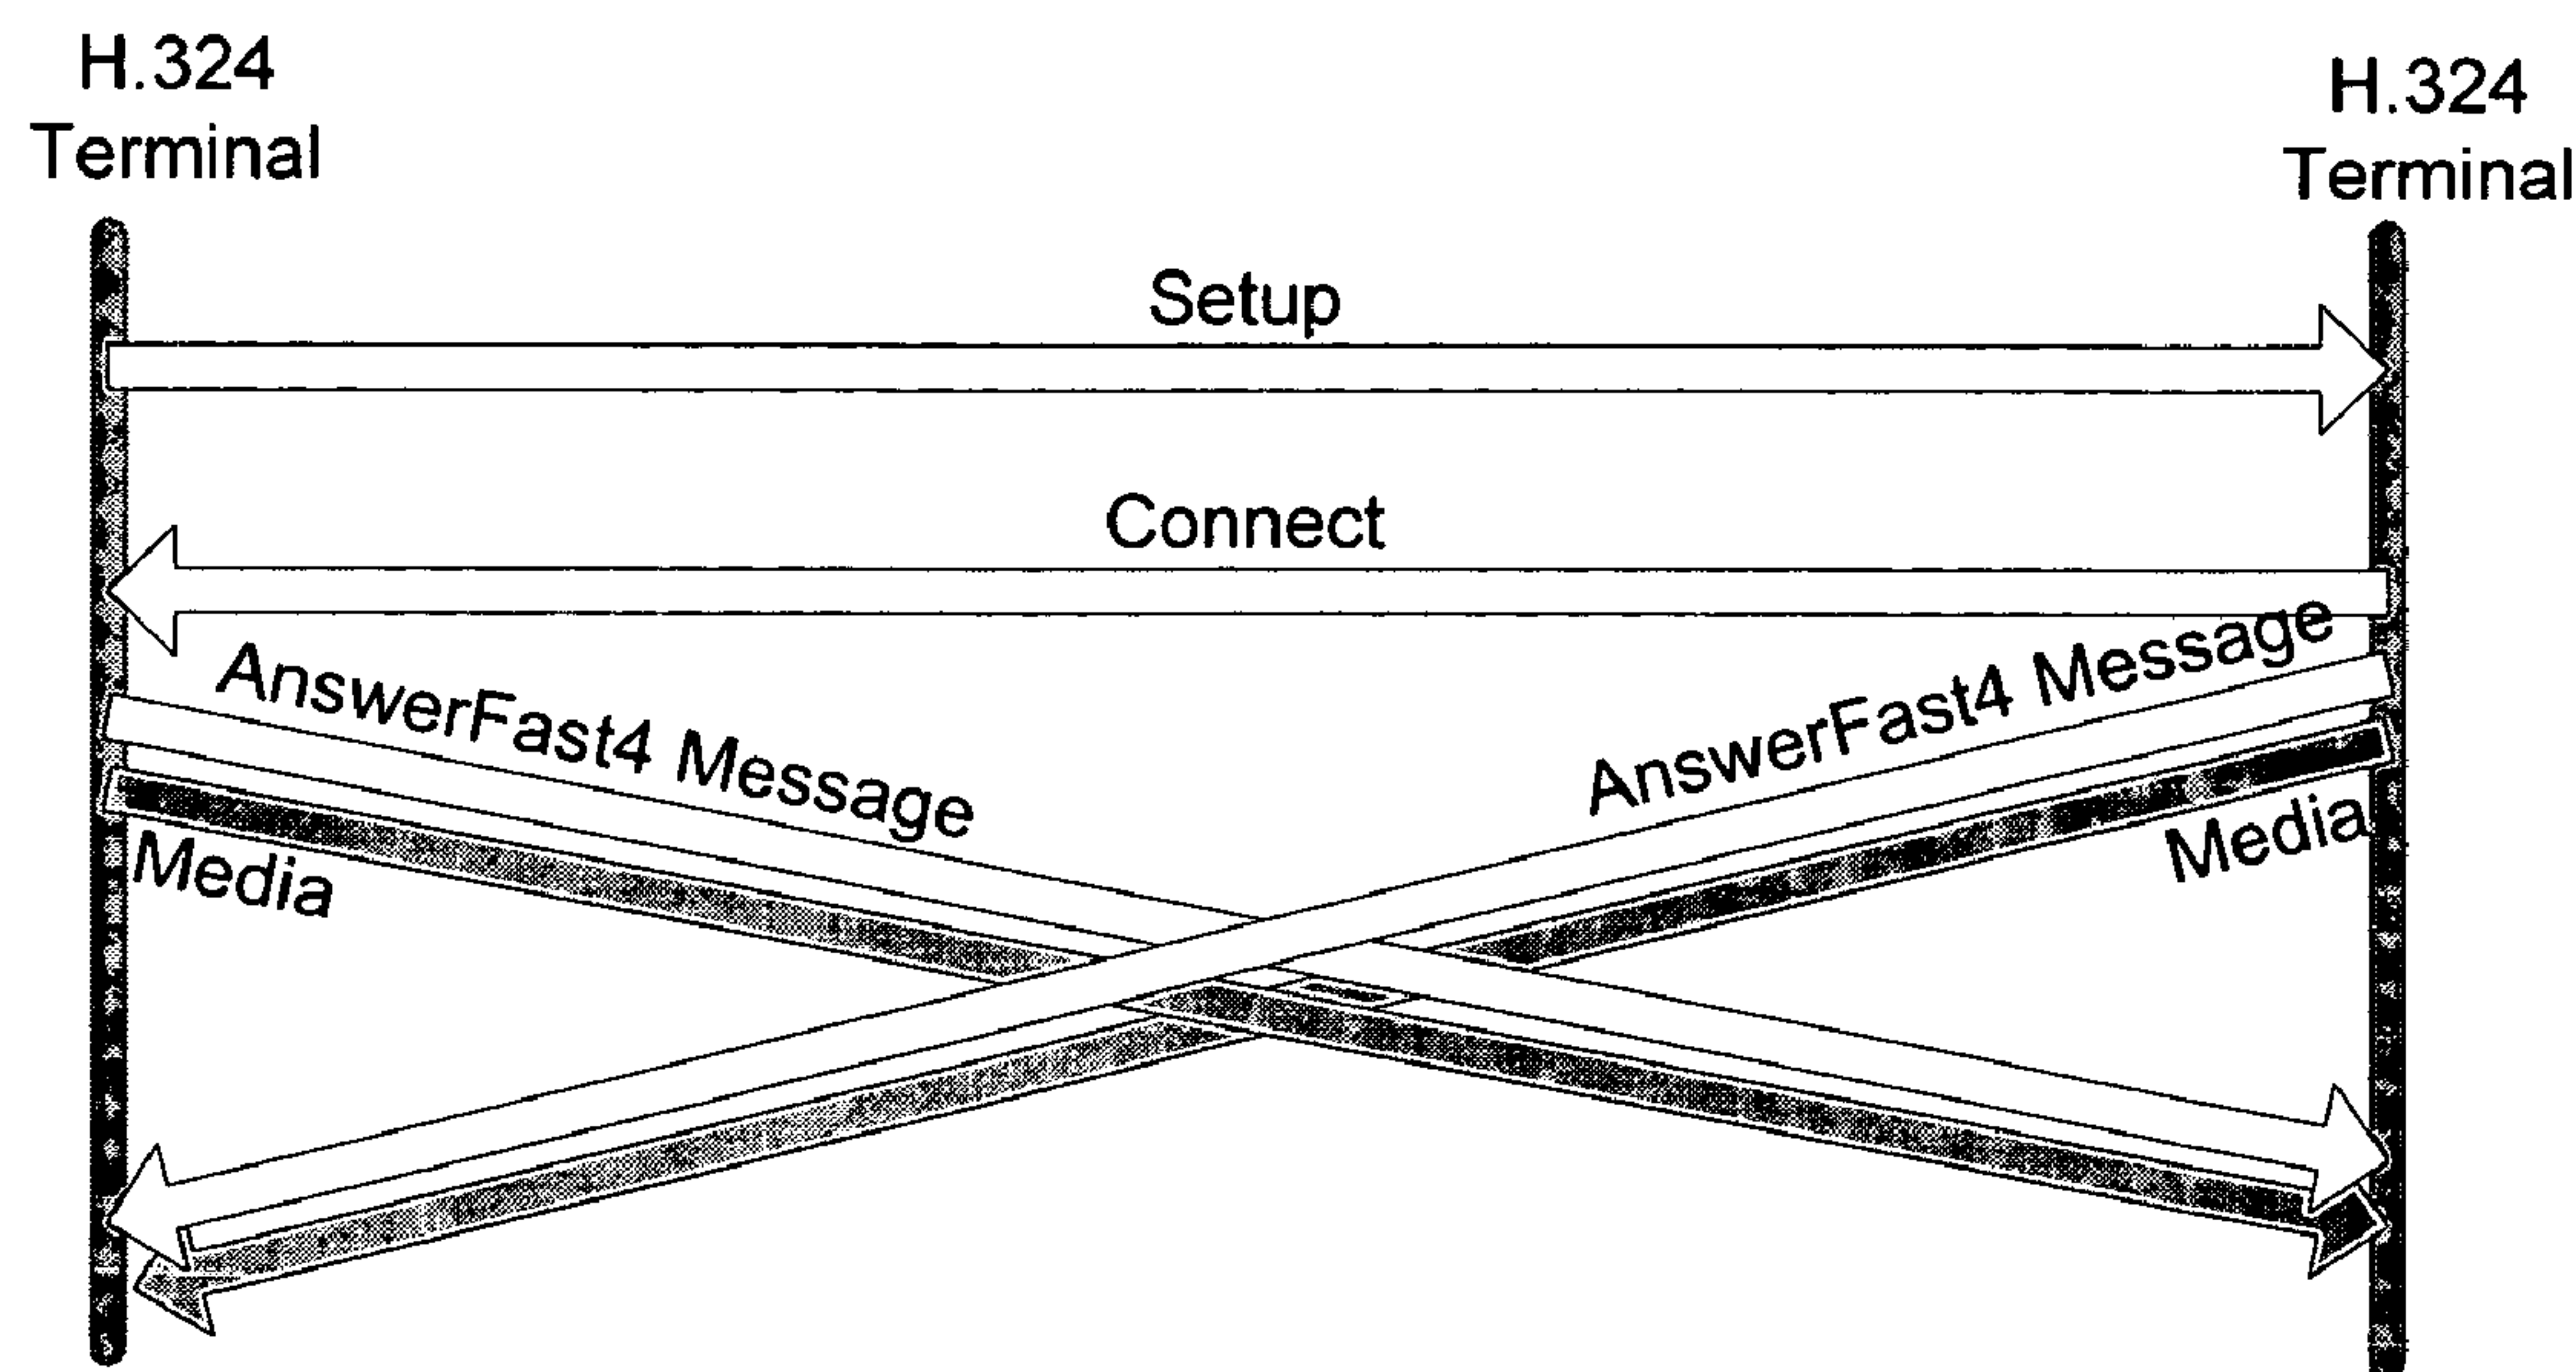 H.324
Terminal
H.324
Terminal
Setup
Connect
AnswerFast4 Message
AnswerFast4 Message
Media
Media